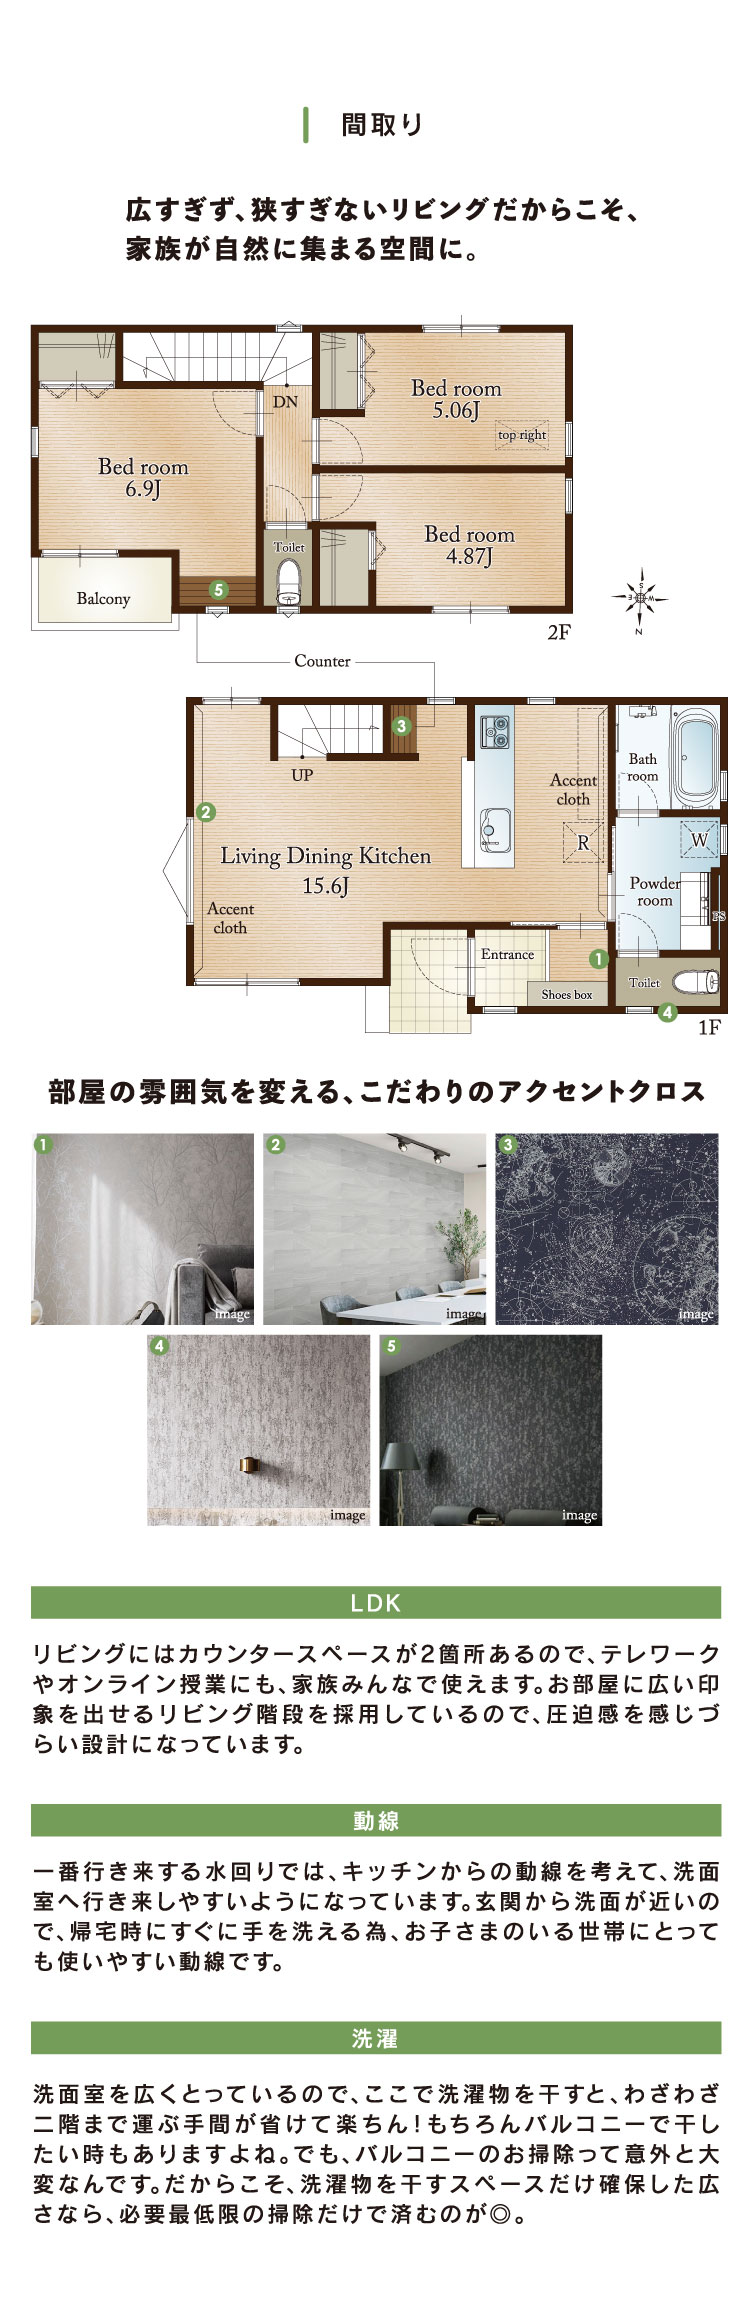 間取り
広すぎず、狭すぎないリビングだからこそ、
家族が自然に集まる空間に。
Bed room
5.06J
DN
top right
Bed room
6.9J
Bed room
4.87J
Toilet
5
Balcony
S
E
W
N
2F
Counter
3
UP
Bath
room
Accent
cloth
2
R
W
Living Dining Kitchen
15.6J
Powder
room
Accent
cloth
PS
Entrance
1
Shoes box
Toilet
4
1F
部屋の雰囲気を変える、こだわりのアクセントクロス
1
image
2
image
3
image
4
image
5
image
LDK
リビングにはカウンタースペースが2箇所あるので、テレワーク
やオンライン授業にも、家族みんなで使えます。お部屋に広い印
象を出せるリビング階段を採用しているので、圧迫感を感じづ
らい設計になっています。
動線
一番行き来する水回りでは、キッチンからの動線を考えて、洗面
室へ行き来しやすいようになっています。玄関から洗面が近いの
で、帰宅時にすぐに手を洗える為、お子さまのいる世帯にとって
も使いやすい動線です。
洗濯
洗面室を広くとっているので、ここで洗濯物を干すと、わざわざ
二階まで運ぶ手間が省けて楽ちん!もちろんバルコニーで干し
たい時もありますよね。でも、バルコニーのお掃除って意外と大
変なんです。だからこそ、洗濯物を干すスペースだけ確保した広
さなら、必要最低限の掃除だけで済むのが◎。